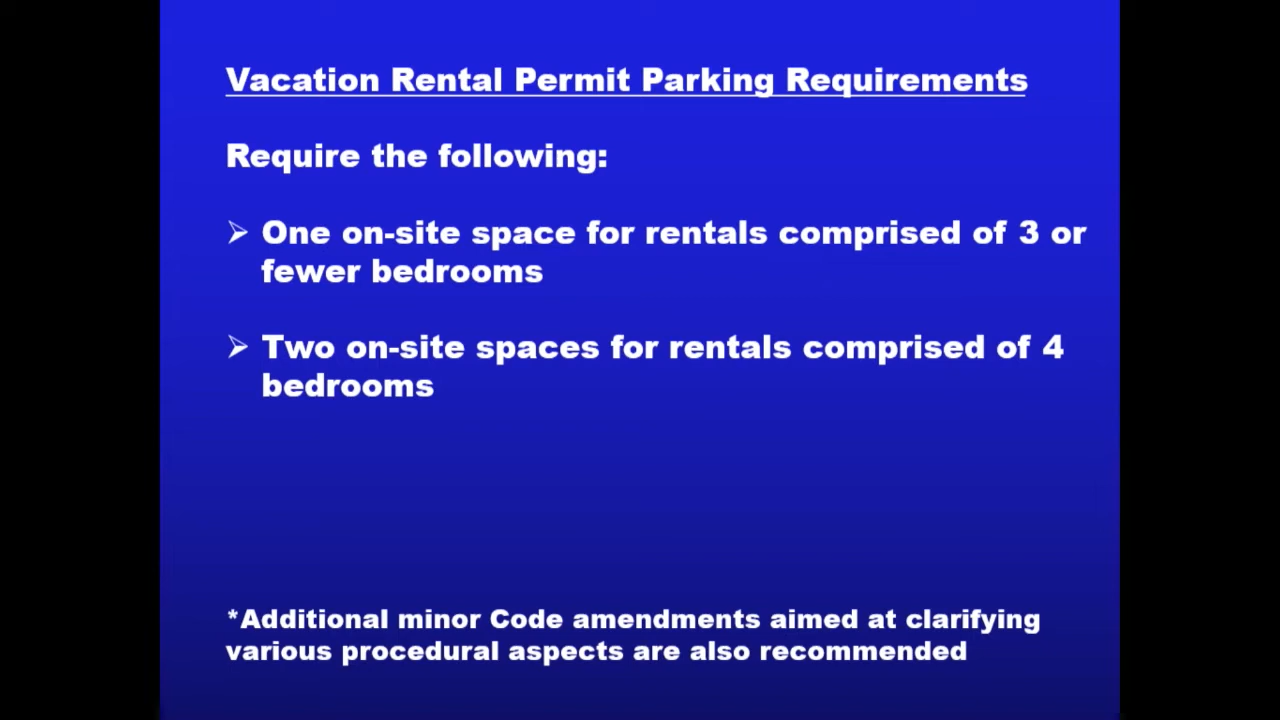 Vacation Rental Permit Parking Requirements
Require the following:
➢ One on-site space for rentals comprised of 3 or
fewer bedrooms
➢ Two on-site spaces for rentals comprised of 4
bedrooms
*Additional minor Code amendments aimed at clarifying
various procedural aspects are also recommended